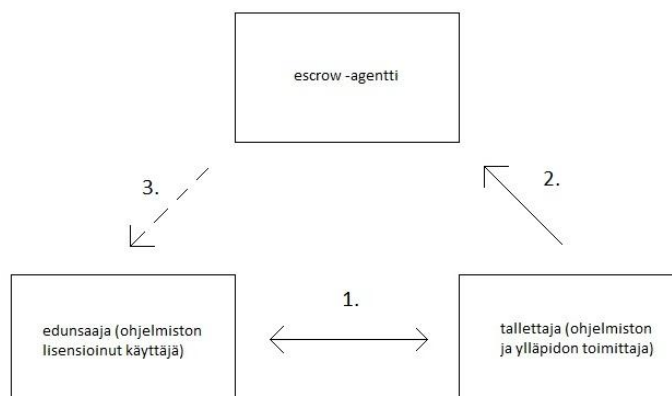 escrow -agentti
3.
2.
1.
edunsaaja (ohjelmiston
lisensioinut käyttäjä)
tallettaja (ohjelmiston
ja ylläpidon toimittaja)